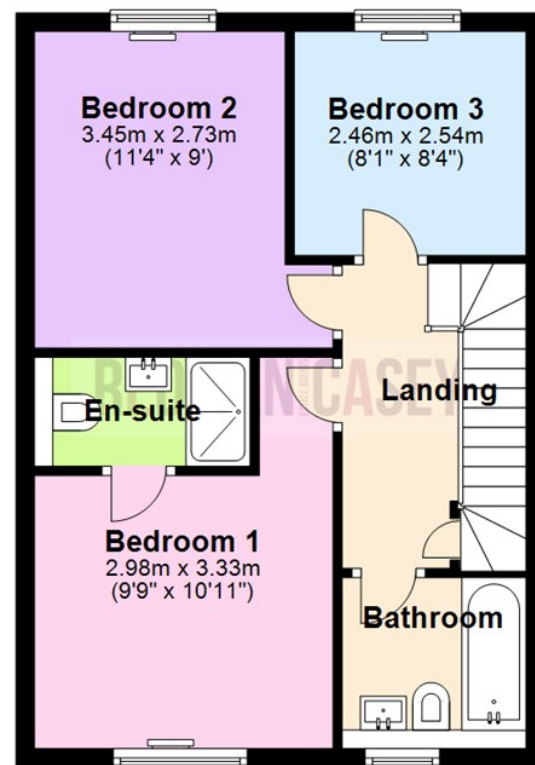 Bedroom 2
3.45m x 2.73m
(11'4" x 9')
Bedroom 3
2.46m x 2.54m
(8'1" x 8'4")
En-suite
Landing
Bedroom 1
2.98m x 3.33m
(9'9" x 10'11")
Bathroom